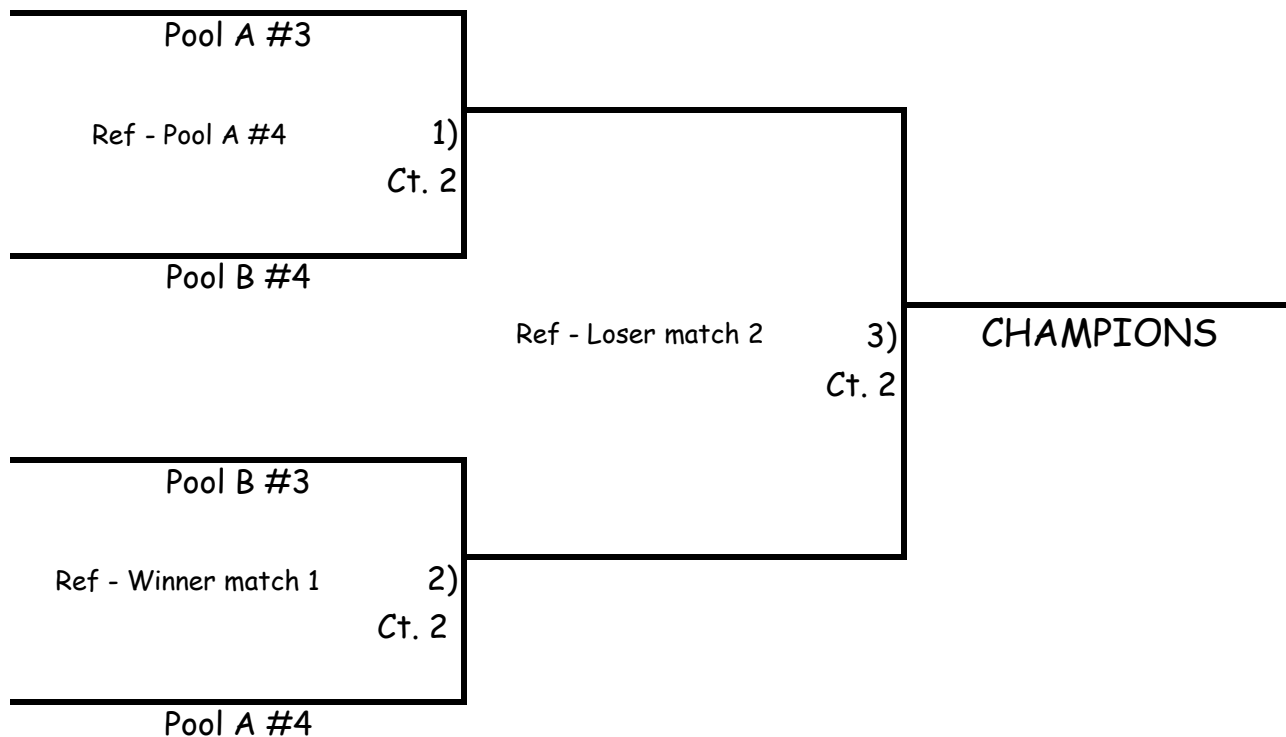 Pool A #3
Ref - Pool A #4
1)
Ct. 2
Pool B #4
Ref - Loser match 2
3)
Ct. 2
CHAMPIONS
Pool B #3
Ref - Winner match 1
2)
Ct. 2
Pool A #4